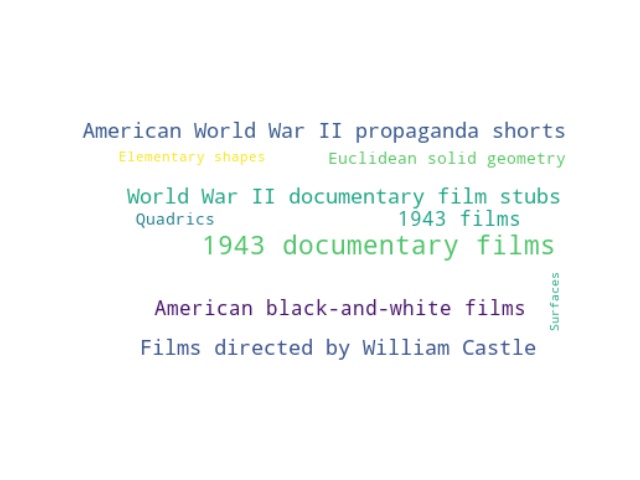 American World War II propaganda shorts
Elementary shapes
Euclidean solid geometry
World War II documentary film stubs
Quadrics
1943 films
1943 documentary films
Surfaces
American black-and-white films
Films directed by William Castle